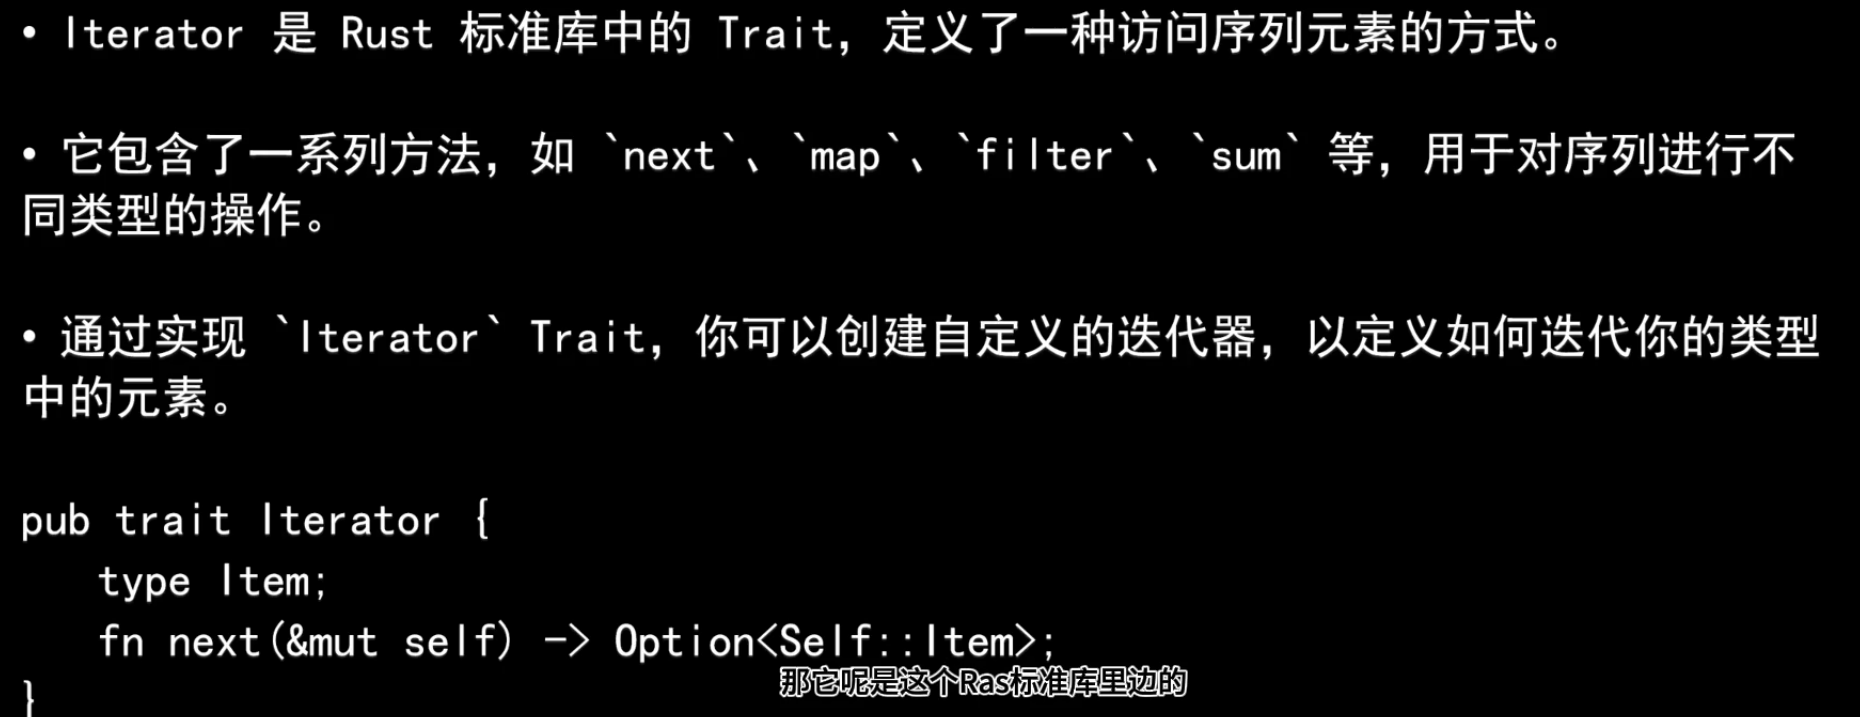 • Iterator 是 Rust 标准库中的 Trait，定义了一种访问序列元素的方式。
• 它包含了一系列方法，如 `next`、`map`、`filter`、`sum` 等，用于对序列进行不
同类型的操作。
• 通过实现 `Iterator` Trait，你可以创建自定义的迭代器，以定义如何迭代你的类型
中的元素。
pub trait Iterator {
    type Item;
    fn next(&mut self) -> Option<Self::Item>;
}
那它呢是这个Ras标准库里边的